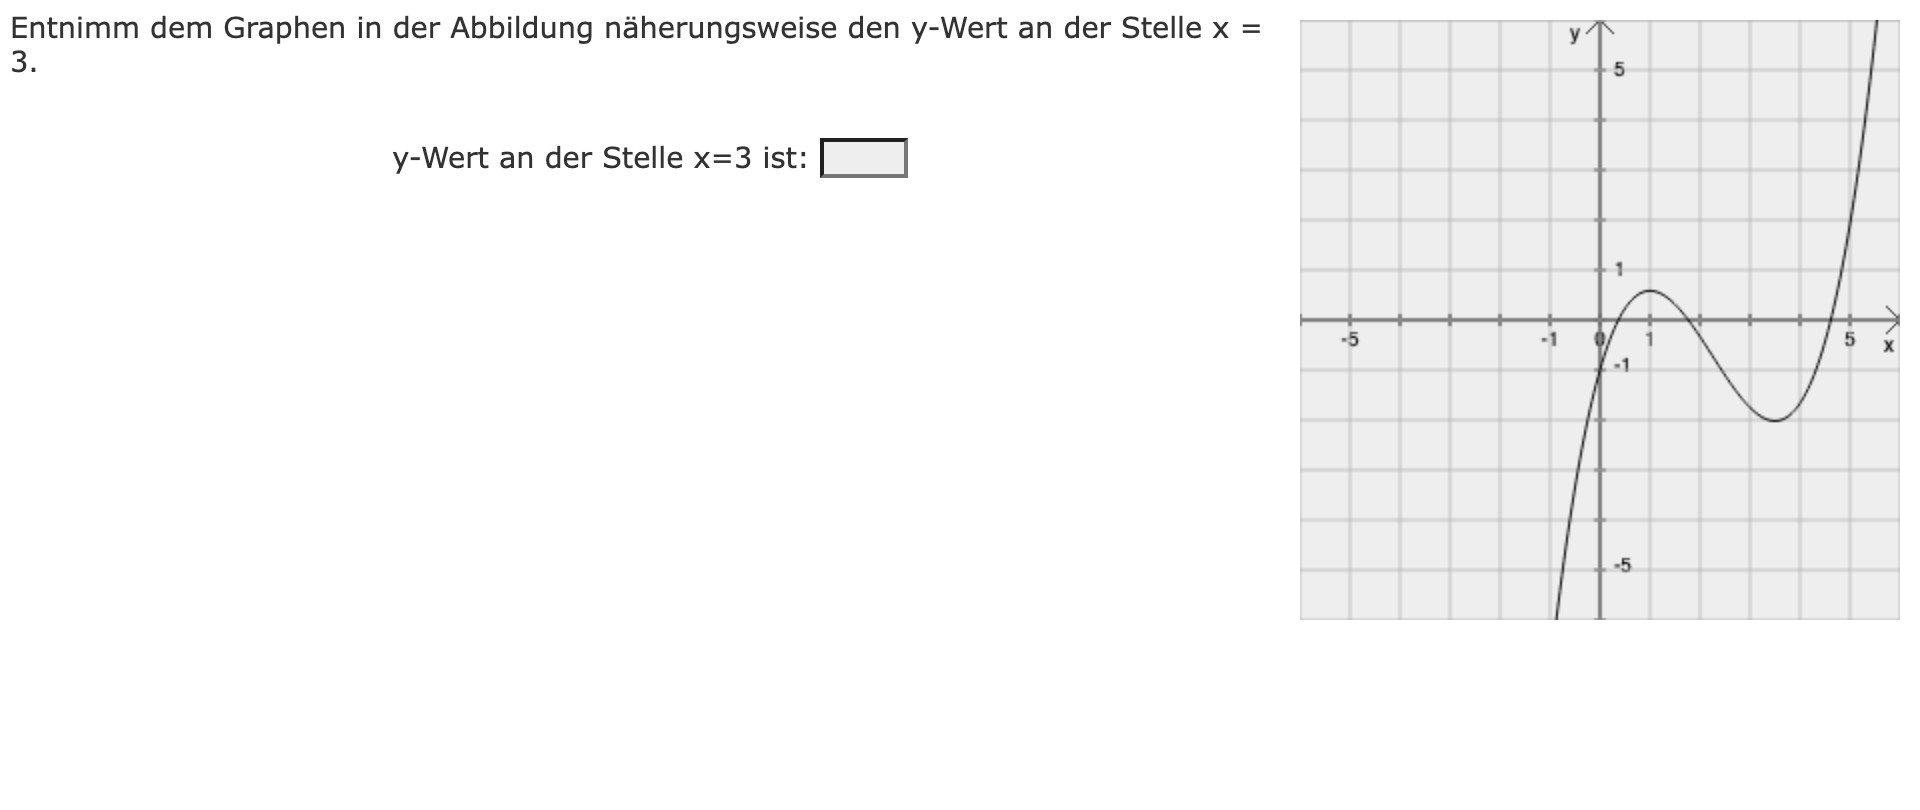 Entnimm dem Graphen in der Abbildung näherungsweise den y-Wert an der Stelle x =
3.
y-Wert an der Stelle x=3 ist:
y
5
1
-5
-1
0
1
5
x
-1
-5